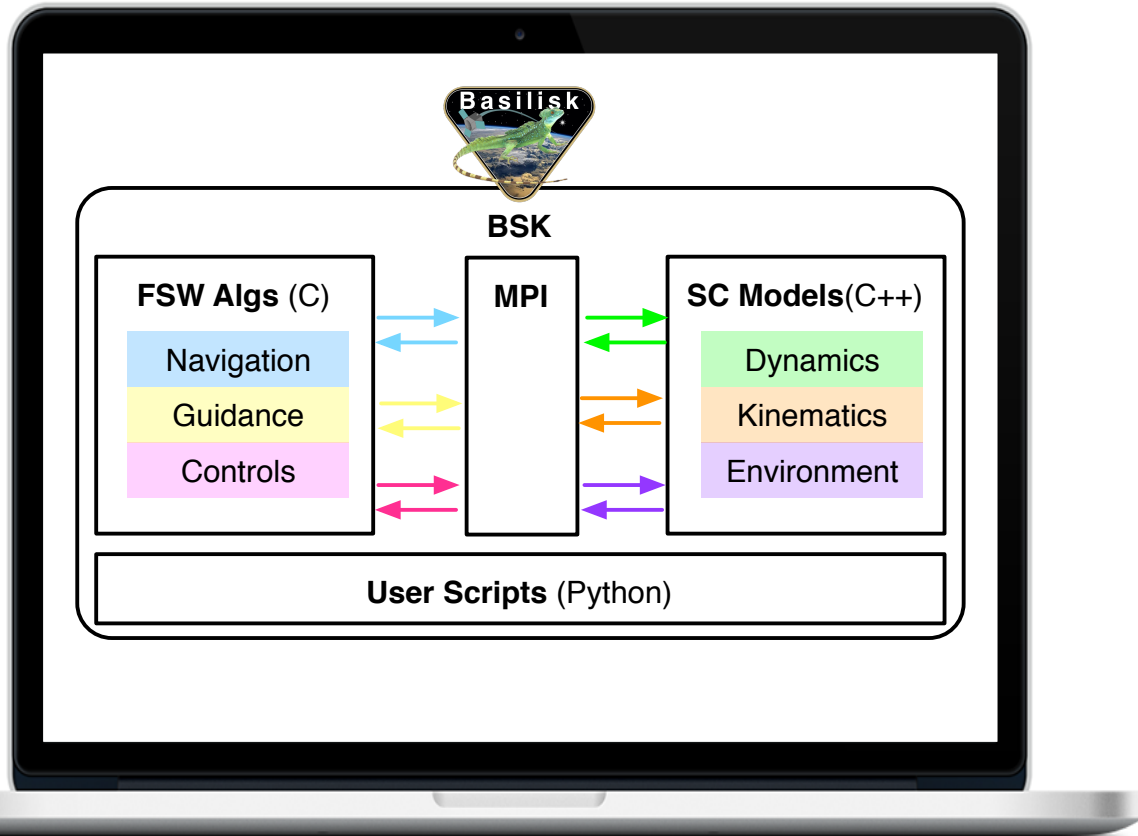 Basilisk
BSK
FSW Algs (C)
Navigation
Guidance
Controls
MPI
SC Models(C++)
Dynamics
Kinematics
Environment
User Scripts (Python)